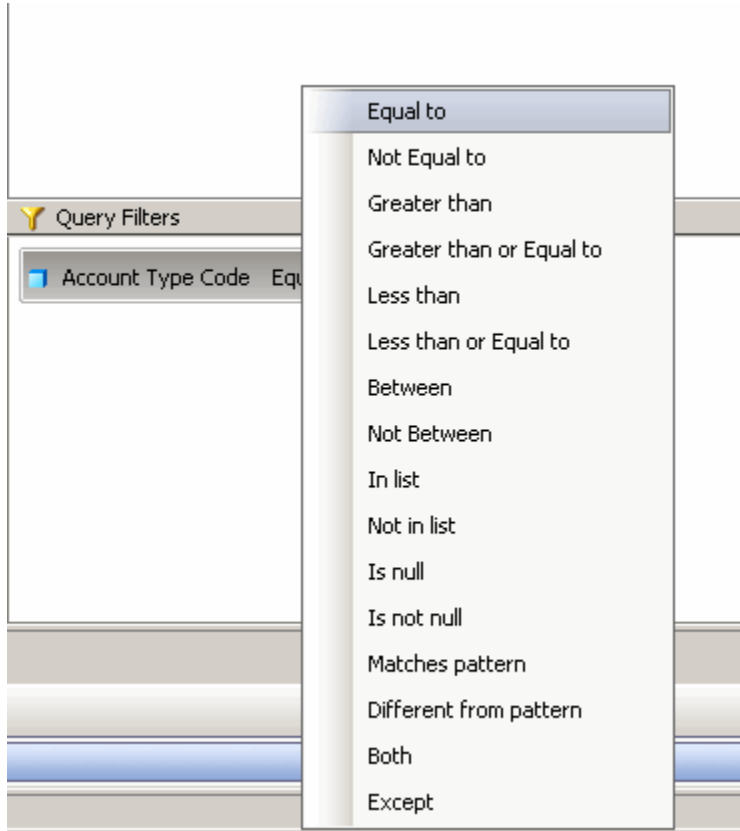 Equal to
Not Equal to
Greater than
Query Filters
Greater than or Equal to
Account Type Code
Less than
Less than or Equal to
Between
Not Between
In list
Not in list
Is null
Is not null
Matches pattern
Different from pattern
Both
Except